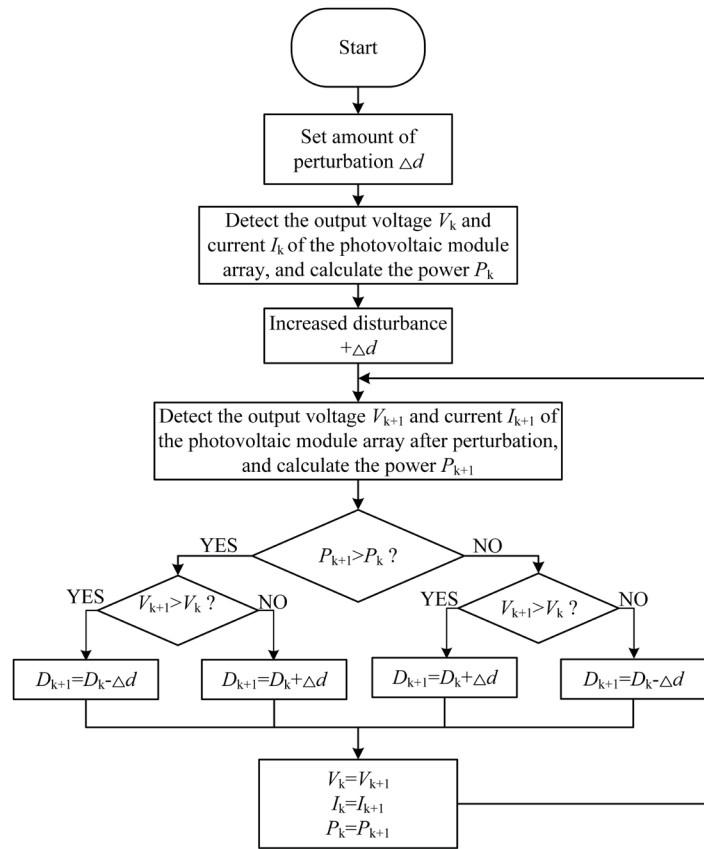 Start
Set amount of
perturbation △d
Detect the output voltage Vₖ and
current Iₖ of the photovoltaic module
array, and calculate the power Pₖ
Increased disturbance
+△d
Detect the output voltage Vₖ₊₁ and current Iₖ₊₁ of
the photovoltaic module array after perturbation,
and calculate the power Pₖ₊₁
YES
Pₖ₊₁>Pₖ ?
NO
YES
Vₖ₊₁>Vₖ ?
NO
YES
Vₖ₊₁>Vₖ ?
NO
Dₖ₊₁=Dₖ-△d
Dₖ₊₁=Dₖ+△d
Dₖ₊₁=Dₖ+△d
Dₖ₊₁=Dₖ-△d
Vₖ=Vₖ₊₁
Iₖ=Iₖ₊₁
Pₖ=Pₖ₊₁